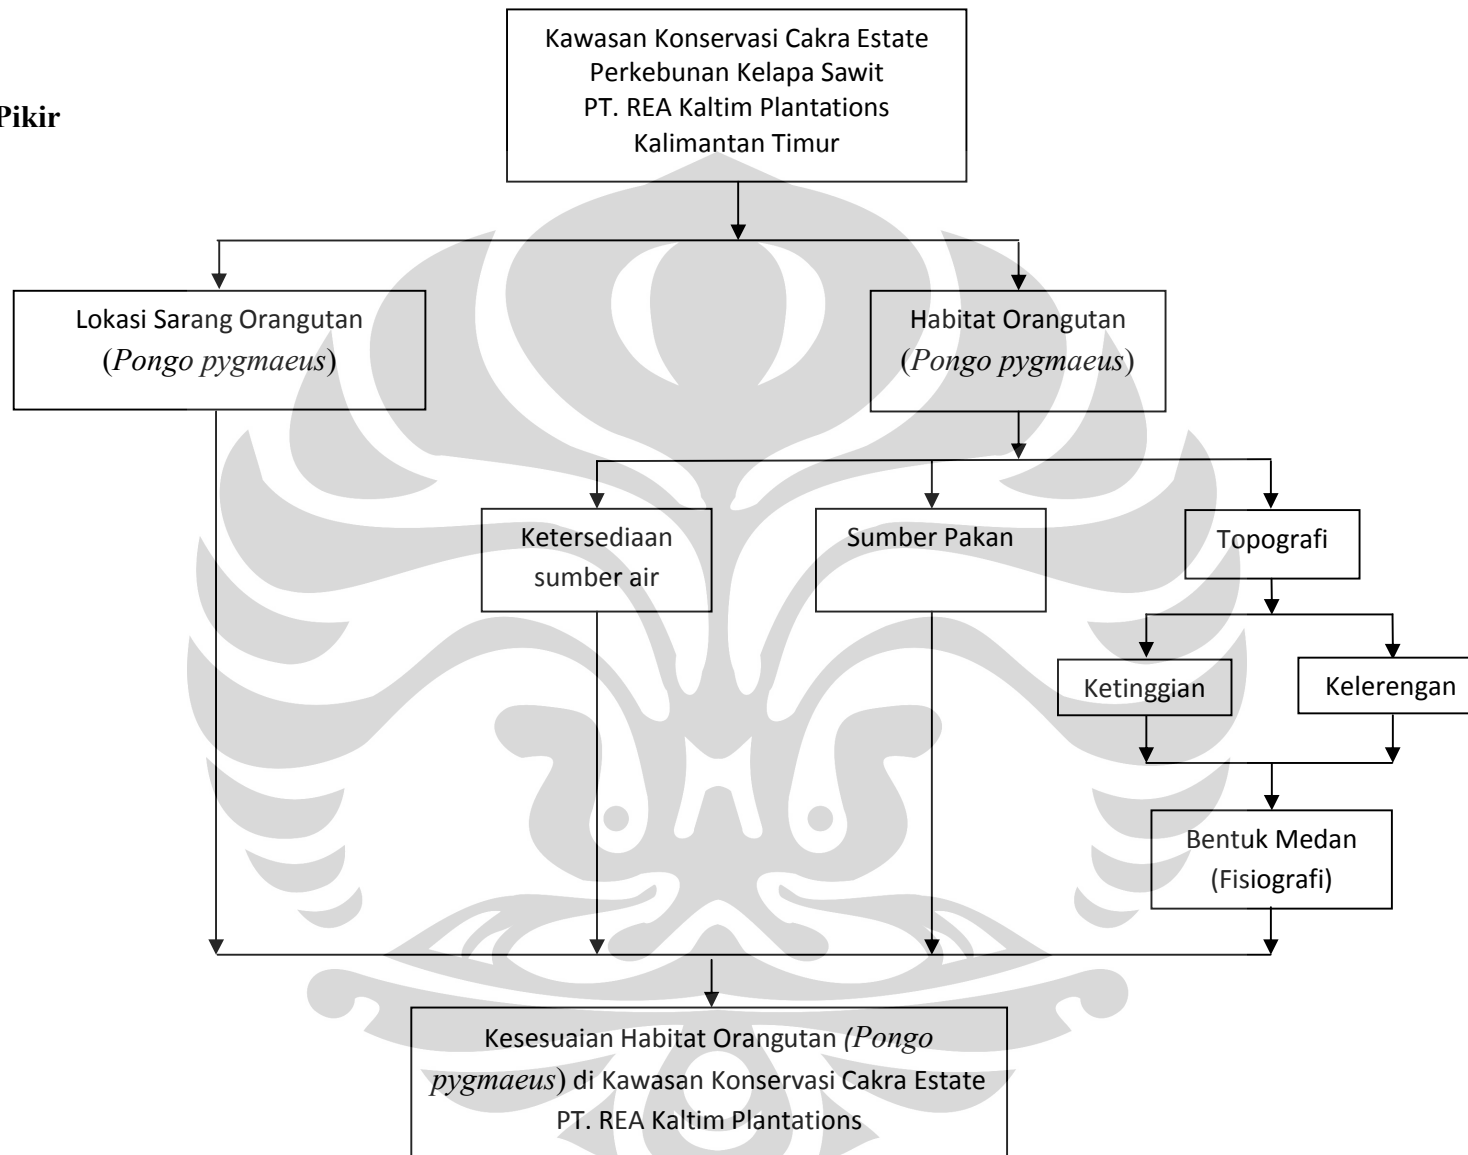 Kawasan Konservasi Cakra Estate
Perkebunan Kelapa Sawit
PT. REA Kaltim Plantations
Kalimantan Timur
Pikir
Lokasi Sarang Orangutan
(Pongo pygmaeus)
Habitat Orangutan
(Pongo pygmaeus)
Ketersediaan
sumber air
Sumber Pakan
Topografi
Ketinggian
Kelerengan
Bentuk Medan
(Fisiografi)
Kesesuaian Habitat Orangutan (Pongo
pygmaeus) di Kawasan Konservasi Cakra Estate
PT. REA Kaltim Plantations